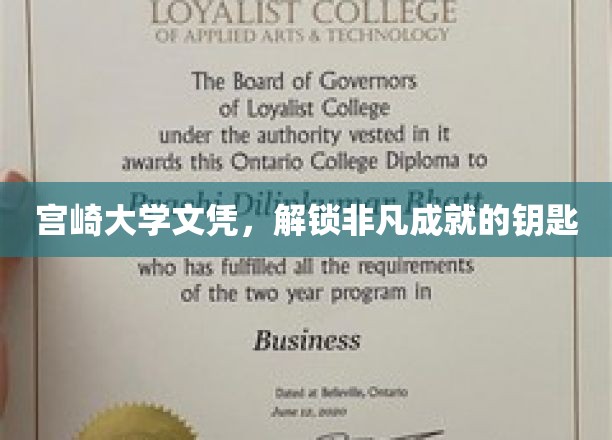 LOYALIST COLLEGE
OF APPLIED ARTS & TECHNOLOGY
The Board of Governors
of Loyalist College
under the authority vested in it
awards this Ontario College Diploma to
宫崎大学文凭，解锁非凡成就的钥匙
who has fulfilled all the requirements
of the two year program in
Business
Dated at Belleville, Ontario
June 12, 2020